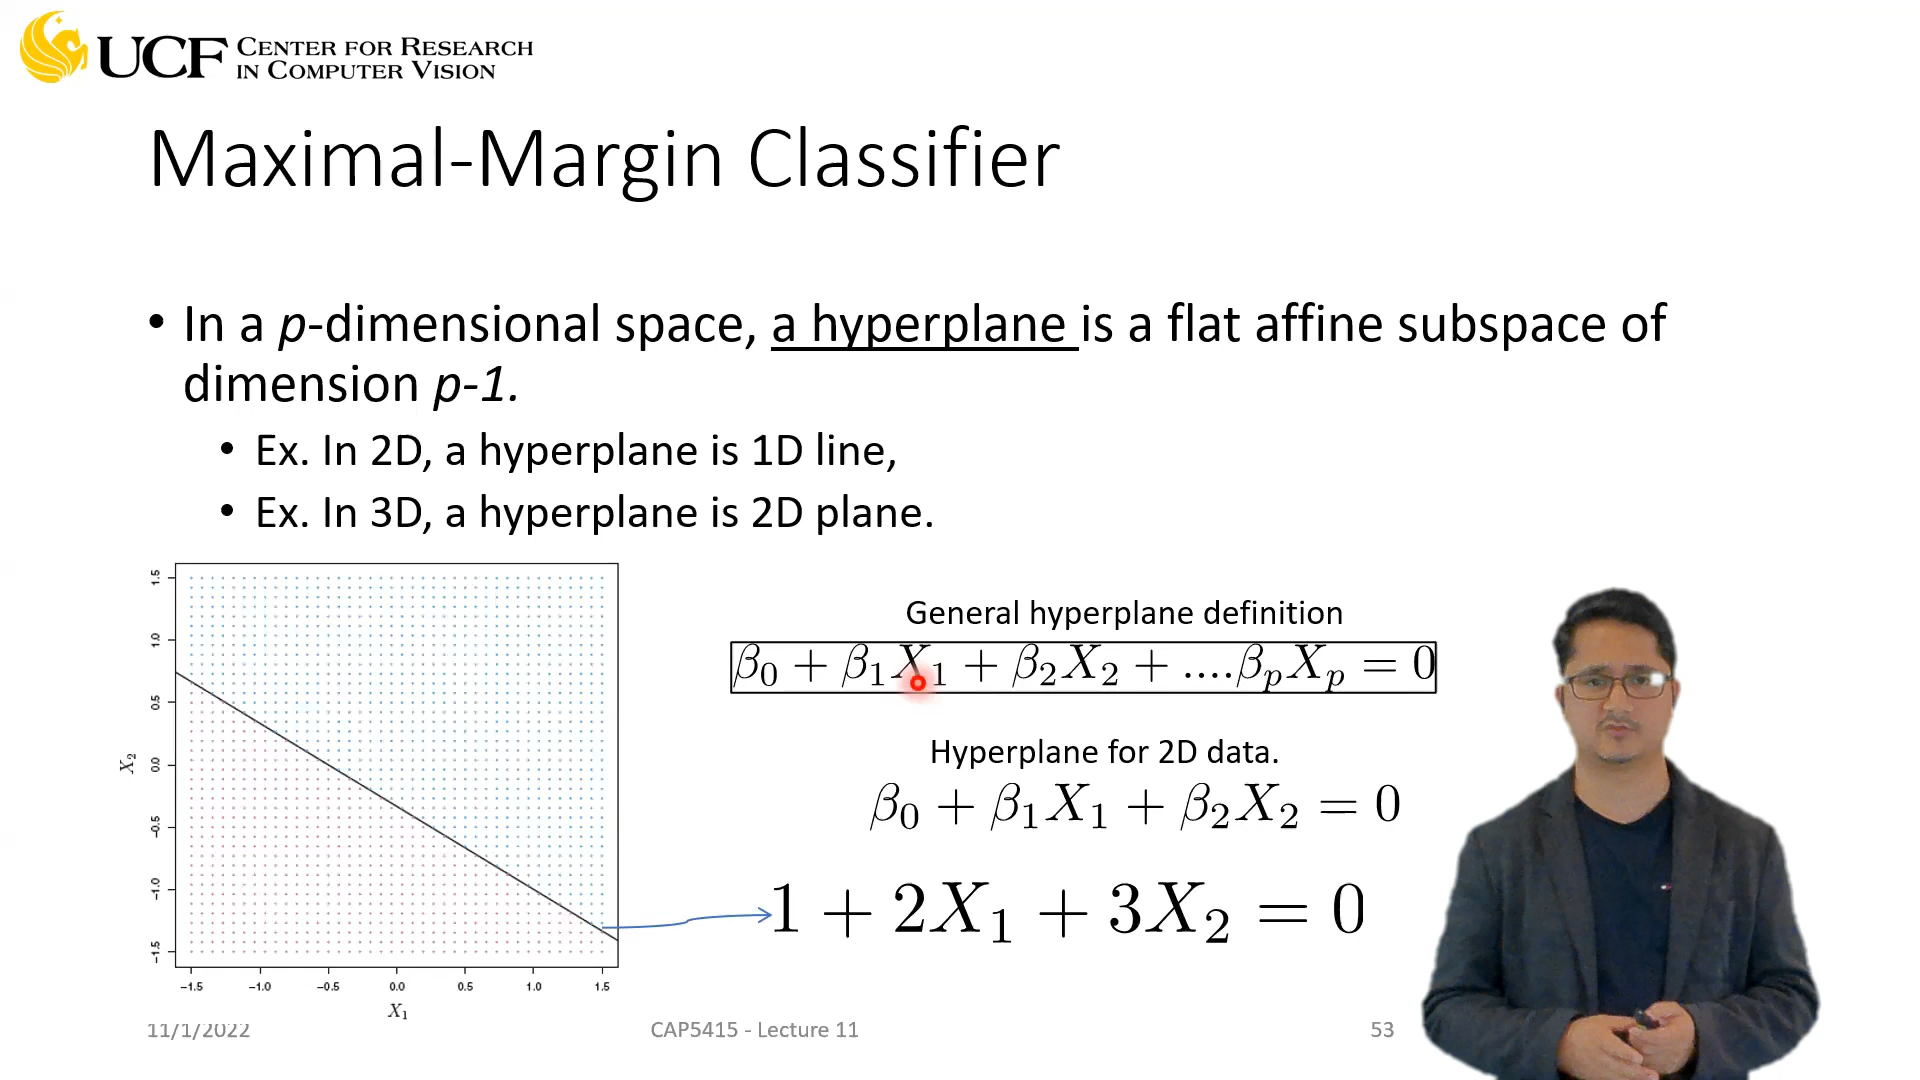 UCF CENTER FOR RESEARCH
IN COMPUTER VISION
Maximal-Margin Classifier
• In a p-dimensional space, a hyperplane is a flat affine subspace of
dimension p-1.
• Ex. In 2D, a hyperplane is 1D line,
• Ex. In 3D, a hyperplane is 2D plane.
1.5
1.0
0.5
0.0
-0.5
-1.0
-1.5
X₂
−1.5 −1.0 −0.5 0.0 0.5 1.0 1.5
X₁
General hyperplane definition
β₀ + β₁X₁ + β₂X₂ + ....βₚXₚ = 0
Hyperplane for 2D data.
β₀ + β₁X₁ + β₂X₂ = 0
1 + 2X₁ + 3X₂ = 0
11/1/2022
CAP5415 - Lecture 11
53